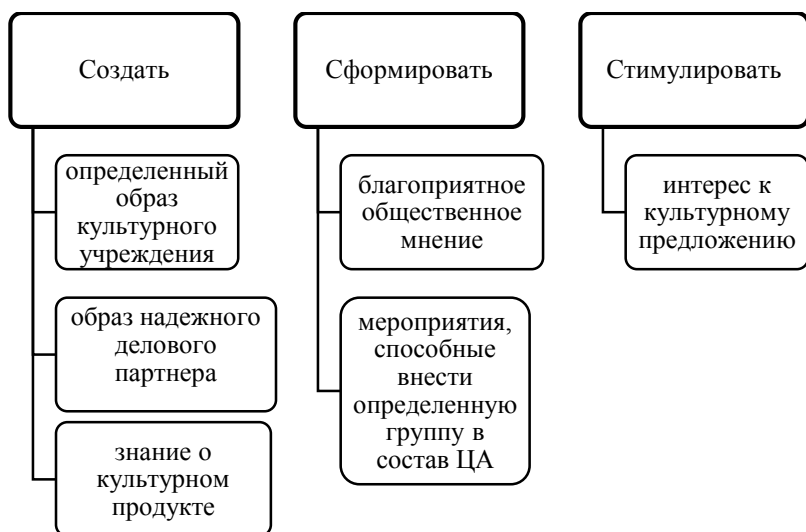 Создать
определенный
образ
культурного
учреждения
образ надежного
делового
партнера
знание о
культурном
продукте
Сформировать
благоприятное
общественное
мнение
мероприятия,
способные
внести
определенную
группу в
состав ЦА
Стимулировать
интерес к
культурному
предложению